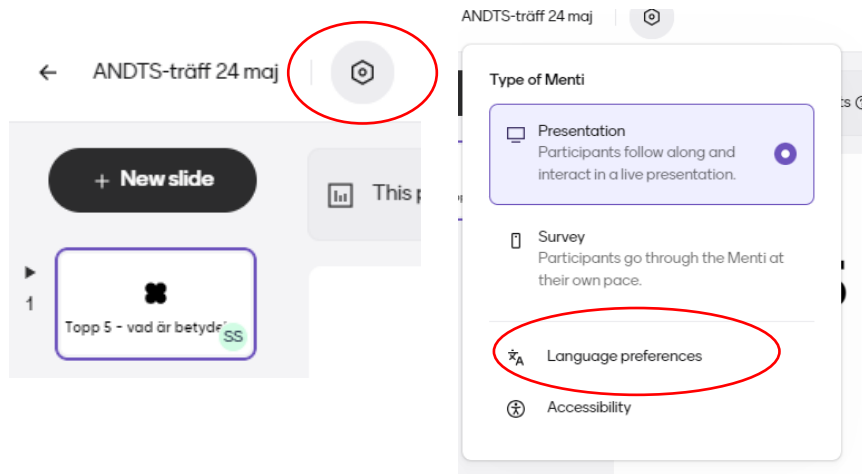 ANDTS-träff 24 maj
+ New slide
This p
1
Topp 5 - vad är betyde
SS
ANDTS-träff 24 maj
Type of Menti
Presentation
Participants follow along and
interact in a live presentation.
Survey
Participants go through the Menti at
their own pace.
Language preferences
Accessibility
ts